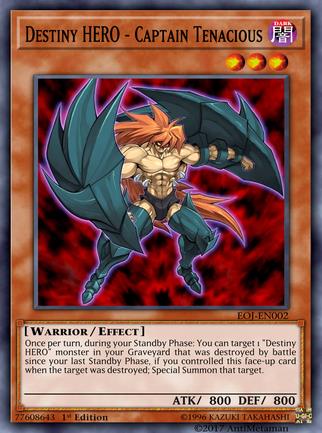 DESTINY HERO - CAPTAIN TENACIOUS
DARK
闇
EOJ-EN002
[WARRIOR / EFFECT]
Once per turn, during your Standby Phase: You can target 1 "Destiny
HERO" monster in your Graveyard that was destroyed by battle
since your last Standby Phase, if you controlled this face-up card
when the target was destroyed; Special Summon that target.
ATK/ 800 DEF/ 800
77608643 1st Edition ©1996 KAZUKI TAKAHASHI
©2017 AntiMetaman